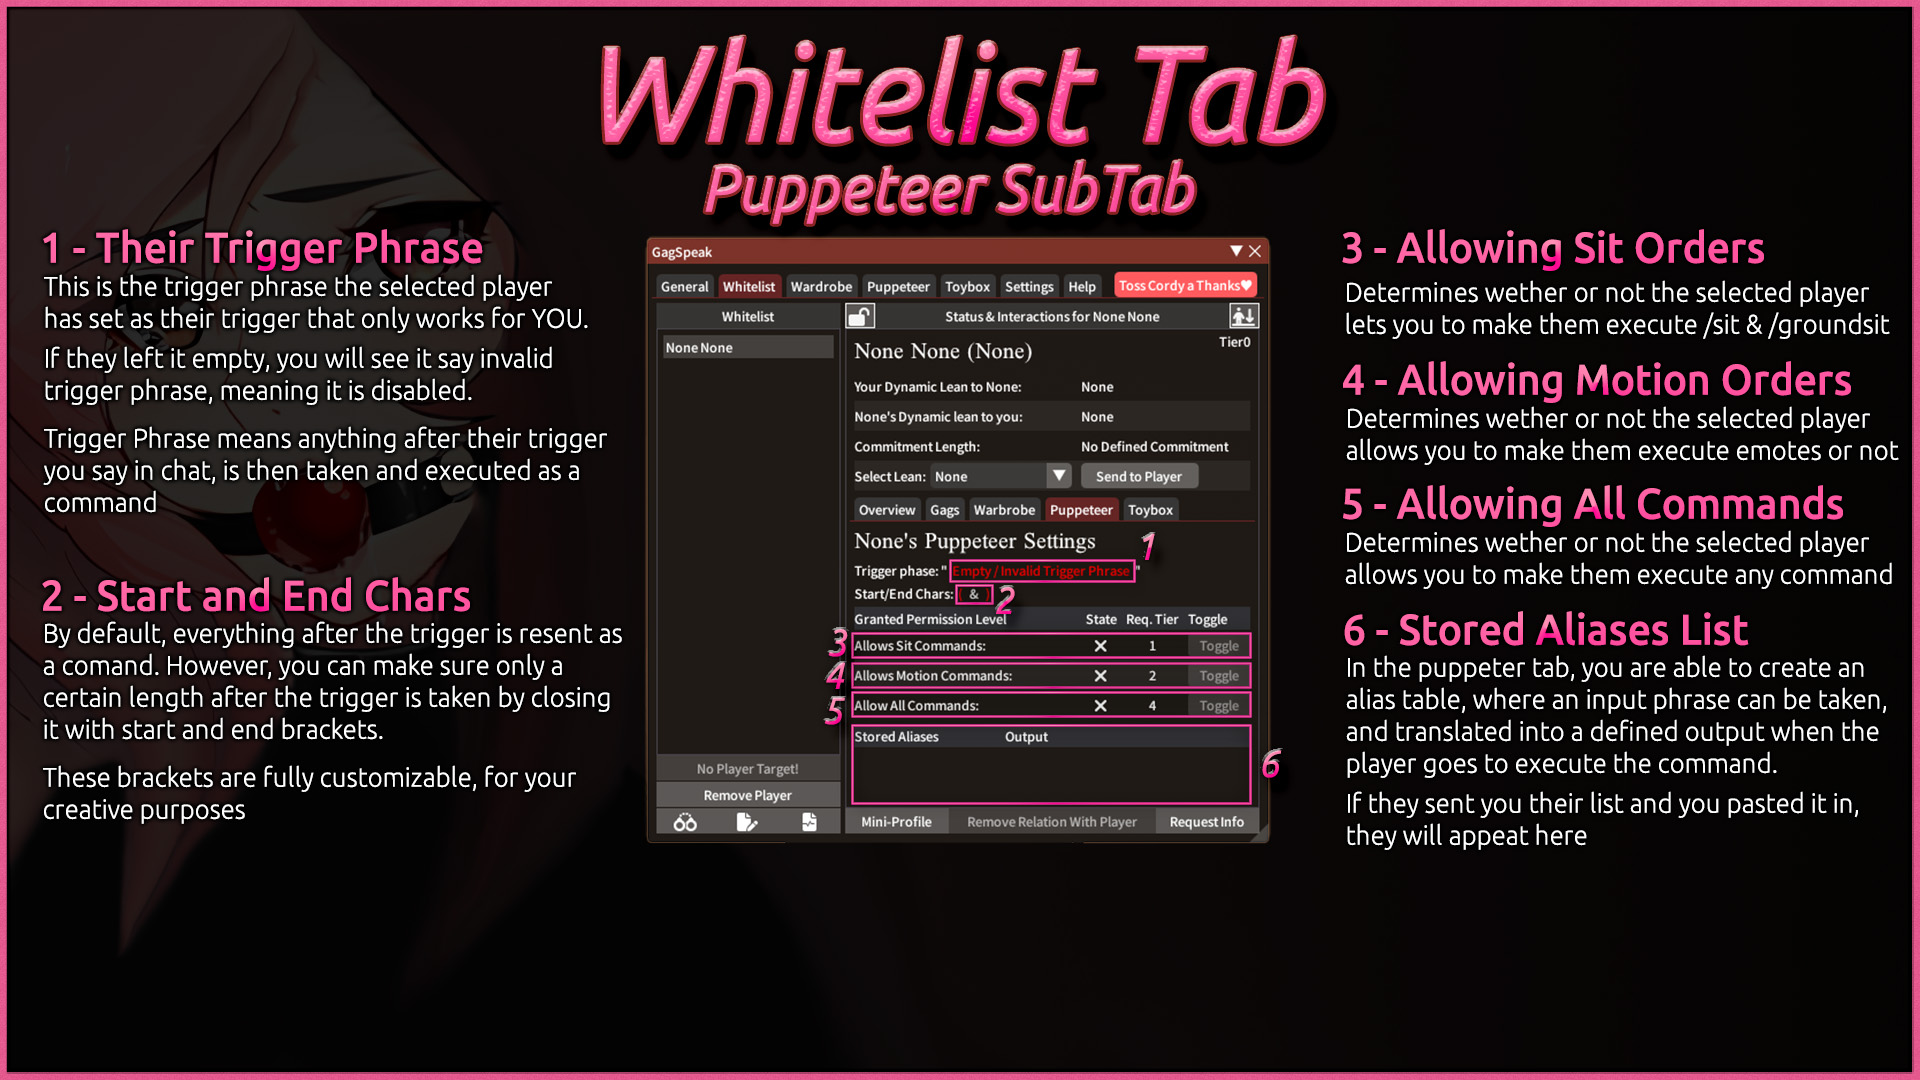 Whitelist Tab
Puppeteer SubTab
1 - Their Trigger Phrase
This is the trigger phrase the selected player
has set as their trigger that only works for YOU.
If they left it empty, you will see it say invalid
trigger phrase, meaning it is disabled.
Trigger Phrase means anything after their trigger
you say in chat, is then taken and executed as a
command
2 - Start and End Chars
By default, everything after the trigger is resent as
a comand. However, you can make sure only a
certain length after the trigger is taken by closing
it with start and end brackets.
These brackets are fully customizable, for your
creative purposes
GagSpeak
General Whitelist Wardrobe Puppeteer Toybox Settings Help Toss Cordy a Thanks♥
Whitelist
None None
No Player Target!
Remove Player
Status & Interactions for None None
None None (None)
Tier0
Your Dynamic Lean to None: None
None's Dynamic lean to you: None
Commitment Length: No Defined Commitment
Select Lean: None Send to Player
Overview Gags Warbrobe Puppeteer Toybox
None's Puppeteer Settings
1
Trigger phase: " Empty / Invalid Trigger Phrase "
Start/End Chars: ( & ) 2
Granted Permission Level State Req. Tier Toggle
3 Allows Sit Commands: 1 Toggle
4 Allows Motion Commands: 2 Toggle
5 Allow All Commands: 4 Toggle
Stored Aliases Output
6
Mini-Profile Remove Relation With Player Request Info
3 - Allowing Sit Orders
Determines wether or not the selected player
lets you to make them execute /sit & /groundsit
4 - Allowing Motion Orders
Determines wether or not the selected player
allows you to make them execute emotes or not
5 - Allowing All Commands
Determines wether or not the selected player
allows you to make them execute any command
6 - Stored Aliases List
In the puppeter tab, you are able to create an
alias table, where an input phrase can be taken,
and translated into a defined output when the
player goes to execute the command.
If they sent you their list and you pasted it in,
they will appeat here